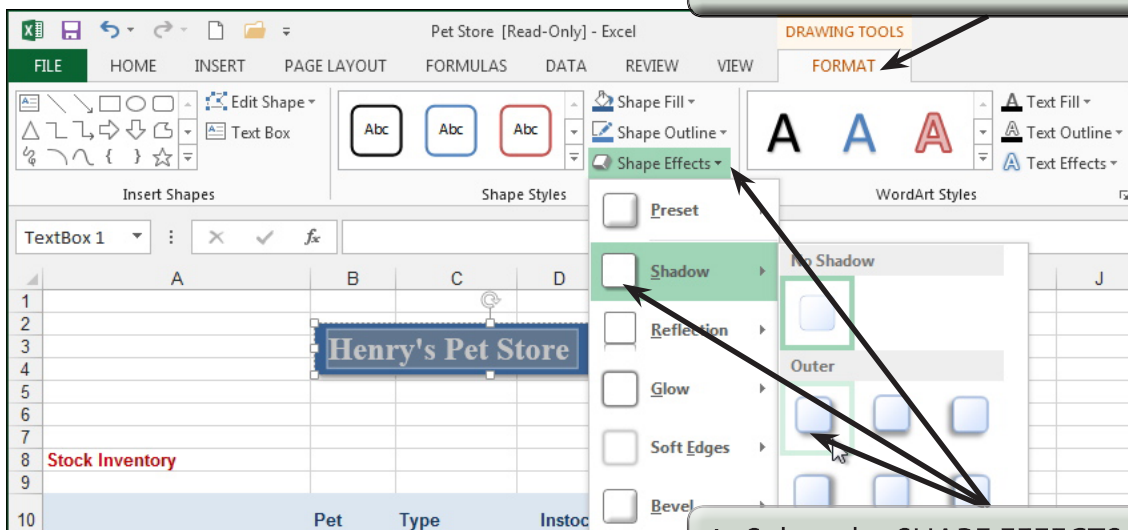 Pet Store [Read-Only] - Excel
DRAWING TOOLS
FILE HOME INSERT PAGE LAYOUT FORMULAS DATA REVIEW VIEW FORMAT
Edit Shape
Text Box
Insert Shapes
Abc Abc Abc
Shape Fill
Shape Outline
Shape Effects
Shape Styles
A A A
Text Fill
Text Outline
Text Effects
WordArt Styles
TextBox 1
fx
A B C D J
1
2
3
4
5
6
7
8
9
10
Henry's Pet Store
Stock Inventory
Pet Type Instoc
Preset
Shadow
Reflection
Glow
Soft Edges
Bevel
No Shadow
Outer
SHAPE EFFECTS